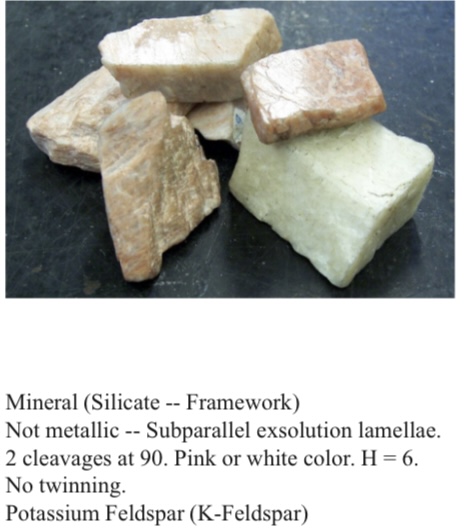 Mineral (Silicate -- Framework)
Not metallic -- Subparallel exsolution lamellae.
2 cleavages at 90. Pink or white color. H = 6.
No twinning.
Potassium Feldspar (K-Feldspar)